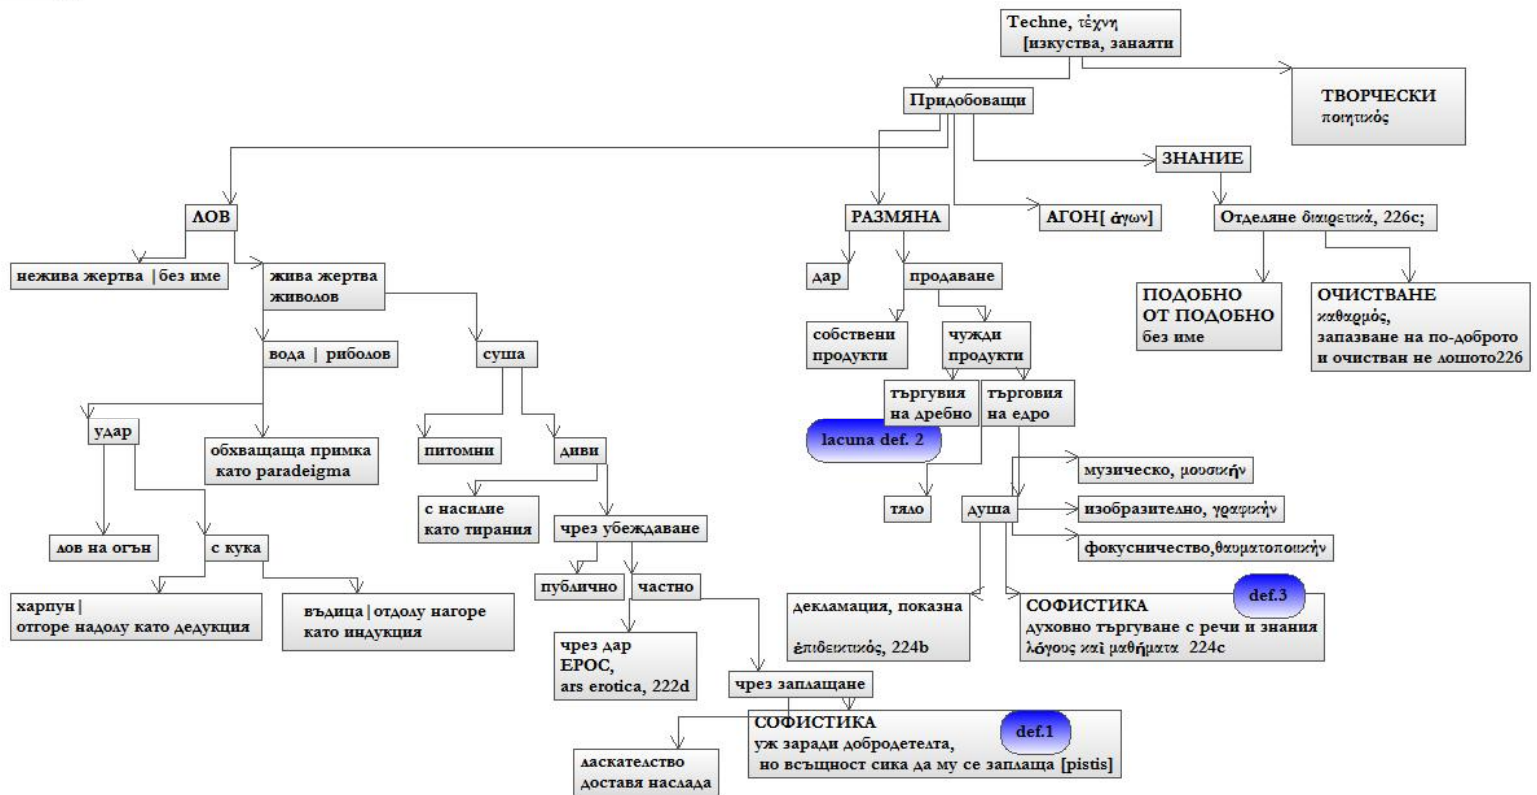 Techne, τέχνη
[изкуства, занаяти
ТВОРЧЕСКИ
ποιητικός
Придобоващи
ЗНАНИЕ
ЛОВ
РАЗМЯНА
АГОН[ ἀγων]
Отделяне διαιρετικά, 226c;
нежива жертва |без име
жива жертва
живолов
дар
продаване
ПОДОБНО
ОТ ПОДОБНО
без име
ОЧИСТВАНЕ
καθαρμός,
запазване на по-доброто
и очистван не лошото226
собствени
продукти
чужди
продукти
вода | риболов
суша
търгувия
на дребно
търговия
на едро
lacuna def. 2
удар
обхващаща примка
като paradeigma
питомни
диви
музическо, μουσικήν
тяло
душа
изобразително, γραφικήν
фокусничество,θαυματοποιικήν
с насилие
като тирания
чрез убеждаване
лов на огън
с кука
публично
частно
харпун|
отгоре надолу като дедукция
въдица|отдолу нагоре
като индукция
декламация, показна
ἐπιδεικτικός, 224b
def.3
СОФИСТИКА
духовно търгуване с речи и знания
λόγους καὶ μαθήματα 224c
чрез дар
ЕРОС,
ars erotica, 222d
чрез заплащане
СОФИСТИКА
уж заради добродетелта,
но всъщност сика да му се заплаща [pistis]
def.1
ласкателство
доставя наслада